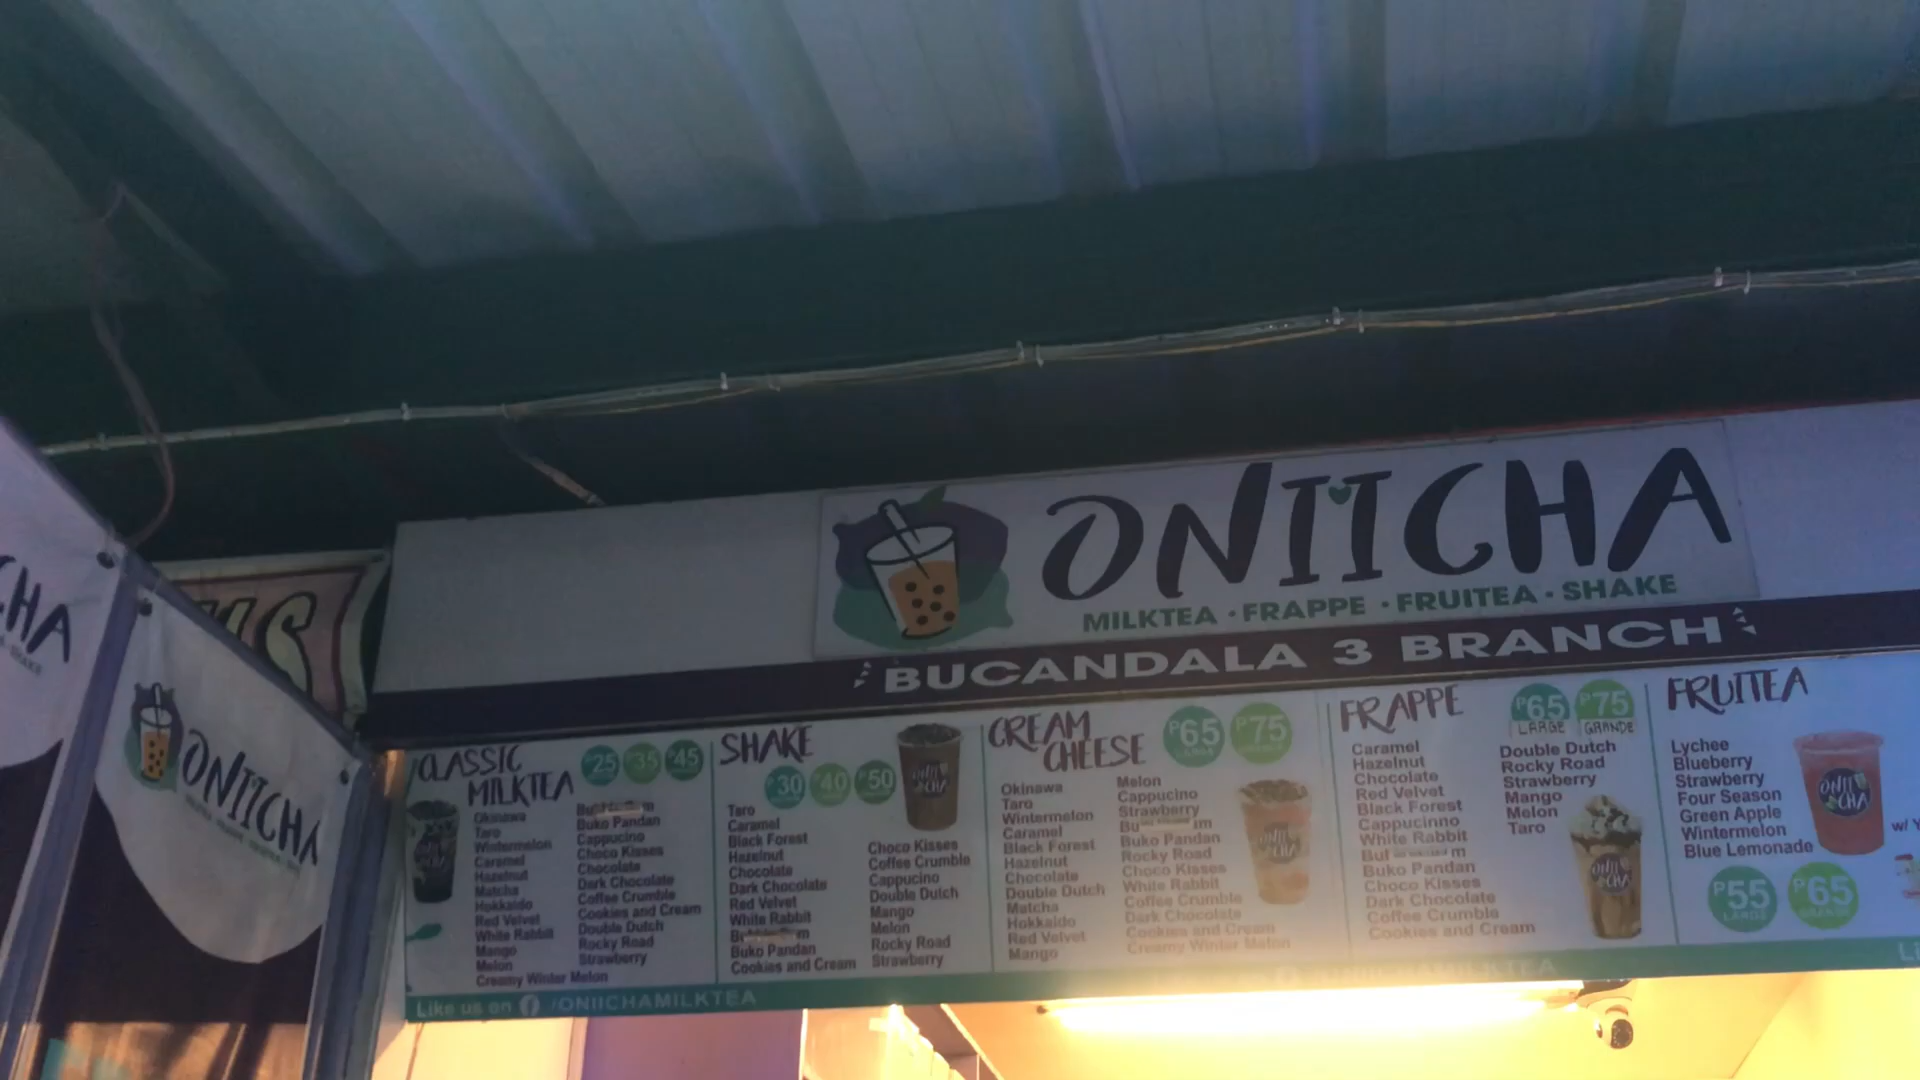 ONIICHA
MILKTEA · FRAPPE · FRUITEA · SHAKE
BUCANDALA 3 BRANCH
CHA
ONIICHA
CLASSIC MILKTEA
₱25 ₱35 ₱45
Okinawa
Taro
Wintermelon
Caramel
Hazelnut
Matcha
Hokkaido
Red Velvet
White Rabbit
Mango
Melon
Creamy Winter Melon
Buko Pandan
Cappucino
Choco Kisses
Chocolate
Dark Chocolate
Coffee Crumble
Cookies and Cream
Double Dutch
Rocky Road
Strawberry
SHAKE
₱30 ₱40 ₱50
Taro
Caramel
Black Forest
Hazelnut
Chocolate
Dark Chocolate
Red Velvet
White Rabbit
Buko Pandan
Cookies and Cream
Choco Kisses
Coffee Crumble
Cappucino
Double Dutch
Mango
Melon
Rocky Road
Strawberry
CREAM
CHEESE
₱65 ₱75
Okinawa
Taro
Wintermelon
Caramel
Black Forest
Hazelnut
Chocolate
Double Dutch
Matcha
Hokkaido
Red Velvet
Mango
Melon
Cappucino
Strawberry
Buko Pandan
Rocky Road
Choco Kisses
White Rabbit
Coffee Crumble
Dark Chocolate
Cookies and Cream
Creamy Winter Melon
FRAPPE
₱65 ₱75
LARGE GRANDE
Caramel
Hazelnut
Chocolate
Red Velvet
Black Forest
Cappucinno
White Rabbit
Buko Pandan
Choco Kisses
Dark Chocolate
Coffee Crumble
Cookies and Cream
Double Dutch
Rocky Road
Strawberry
Mango
Melon
Taro
FRUITEA
Lychee
Blueberry
Strawberry
Four Season
Green Apple
Wintermelon
Blue Lemonade
₱55 ₱65
LARGE GRANDE
w/
Like us on /ONIICHAMILKTEA